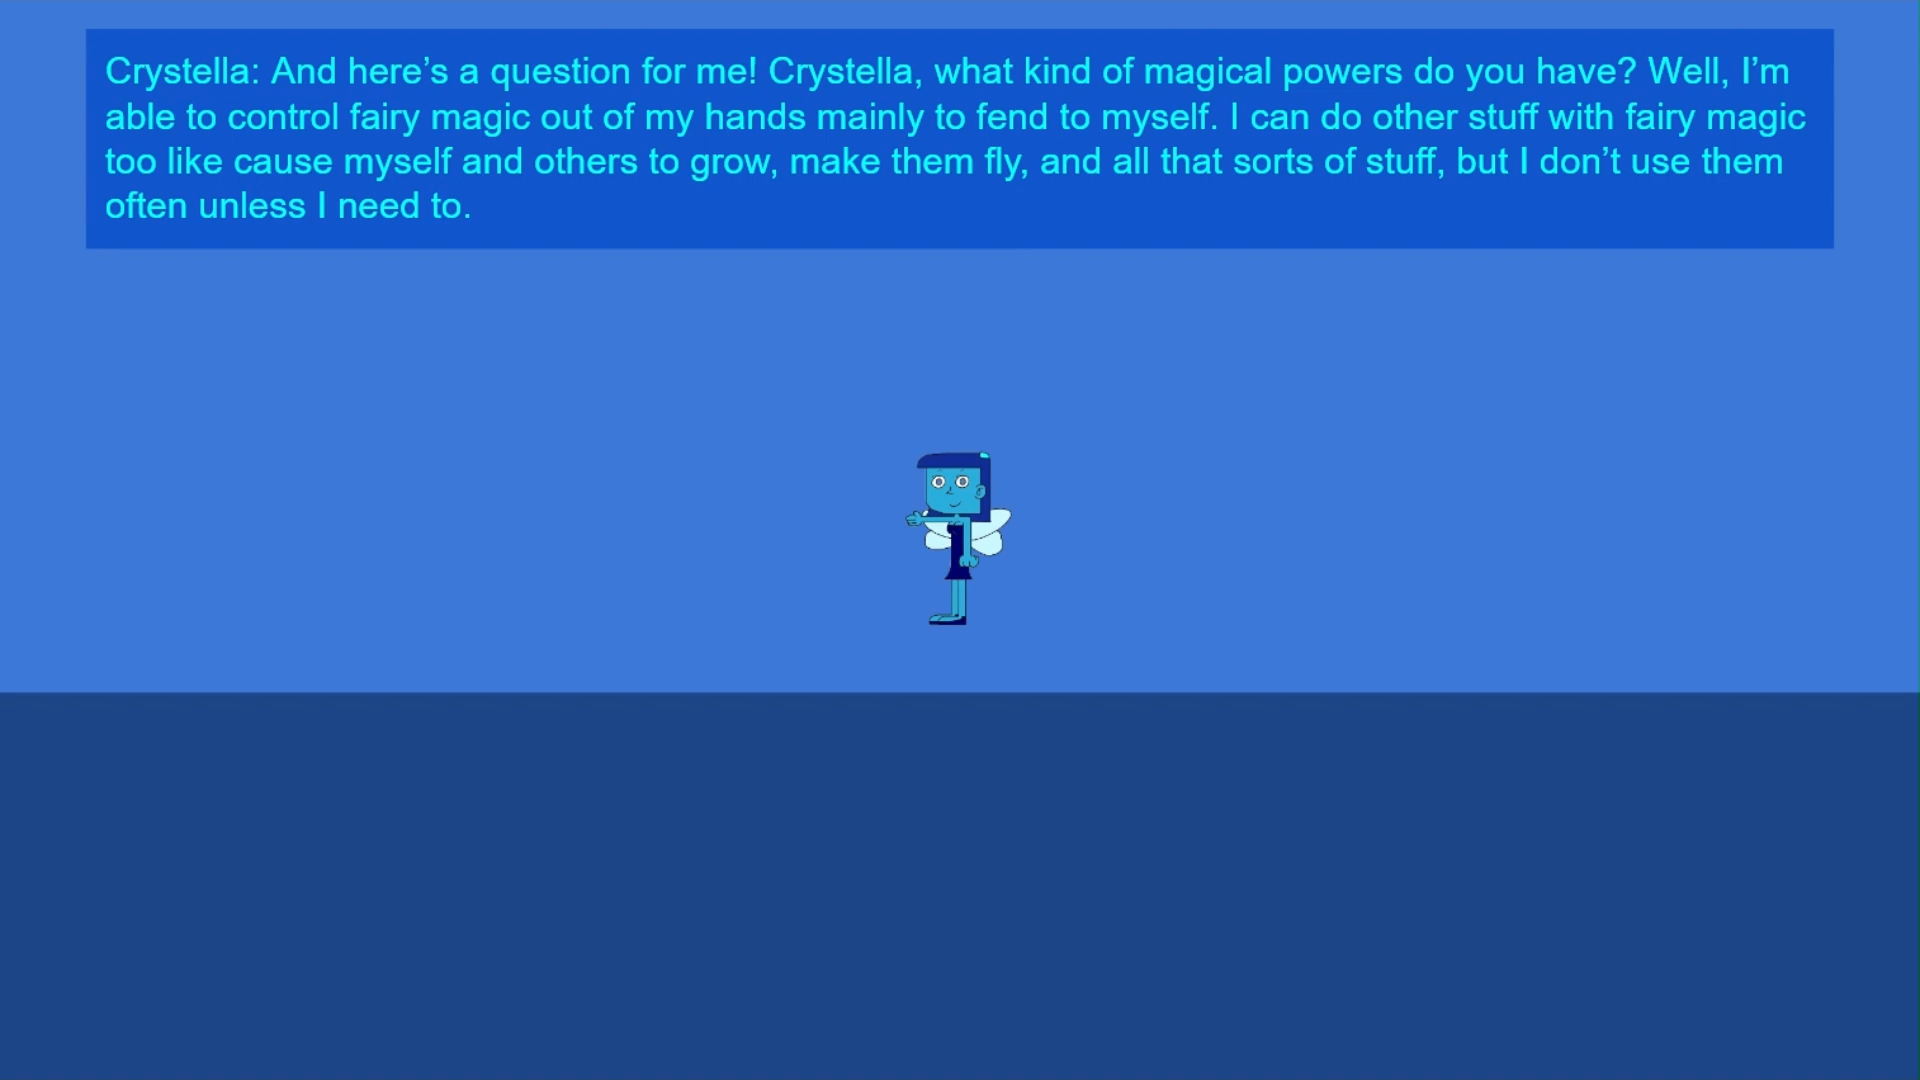 Crystella: And here’s a question for me! Crystella, what kind of magical powers do you have? Well, I’m
able to control fairy magic out of my hands mainly to fend to myself. I can do other stuff with fairy magic
too like cause myself and others to grow, make them fly, and all that sorts of stuff, but I don’t use them
often unless I need to.